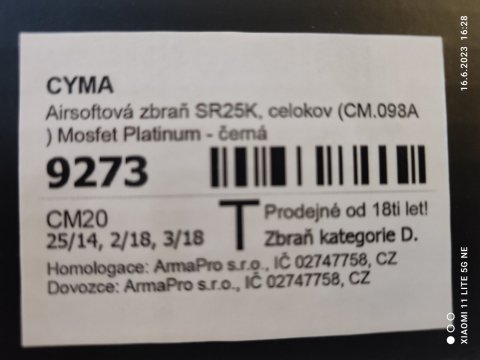 CYMA
Airsoftová zbraň SR25K, celokov (CM.098A
) Mosfet Platinum - černá
9273
CM20
25/14, 2/18, 3/18
T
Prodejné od 18ti let!
Zbraň kategorie D.
Homologace: ArmaPro s.r.o., IČ 02747758, CZ
Dovozce: ArmaPro s.r.o., IČ 02747758, CZ
16.6.2023 16:28
XIAOMI 11 LITE 5G NE